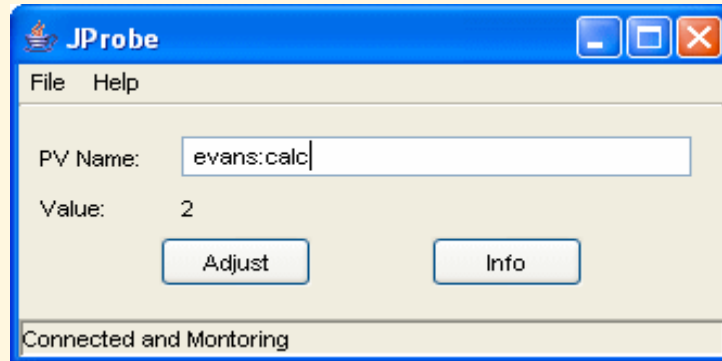 JProbe
File Help
PV Name: evans:calc
Value: 2
Adjust Info
Connected and Montoring